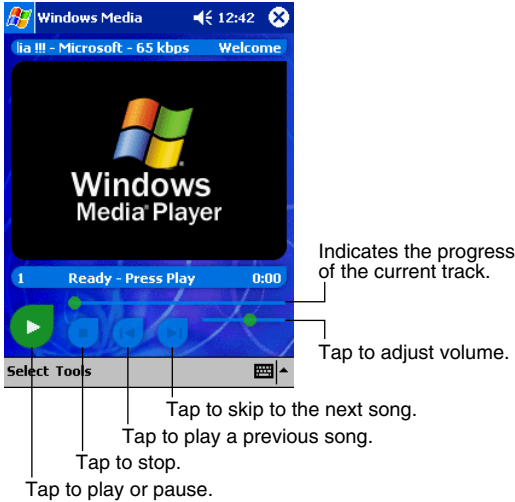 Windows Media 12:42
lia !!! - Microsoft - 65 kbps Welcome
Windows
Media Player
1 Ready - Press Play 0:00
Indicates the progress
of the current track.
Tap to adjust volume.
Select Tools
Tap to skip to the next song.
Tap to play a previous song.
Tap to stop.
Tap to play or pause.